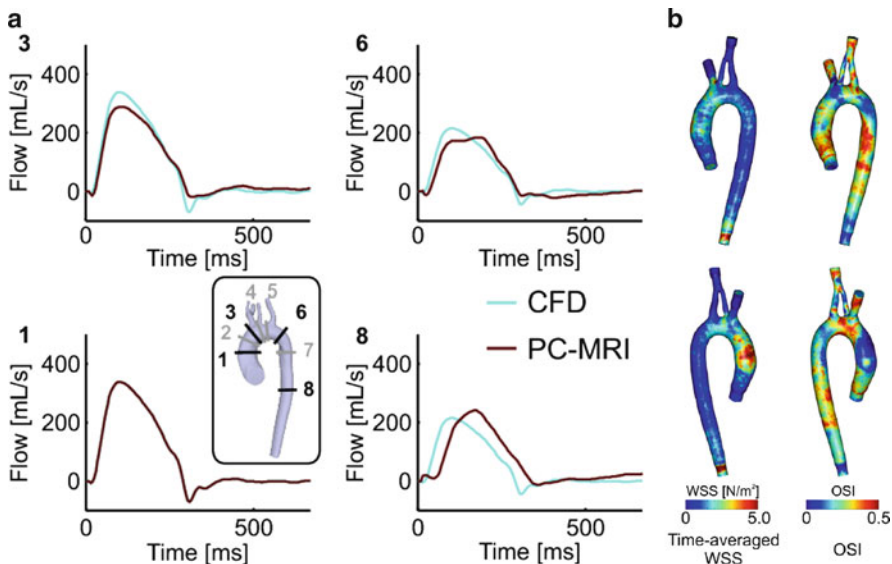 a
b
3
Flow [mL/s]
400
200
0
0
500
Time [ms]
6
Flow [mL/s]
400
200
0
0
500
Time [ms]
1
Flow [mL/s]
400
200
0
0
500
Time [ms]
4 5
3 6
2
1 7
8
CFD
PC-MRI
8
Flow [mL/s]
400
200
0
0
500
Time [ms]
WSS [N/m²]
0 5.0
Time-averaged
WSS
OSI
0 0.5
OSI